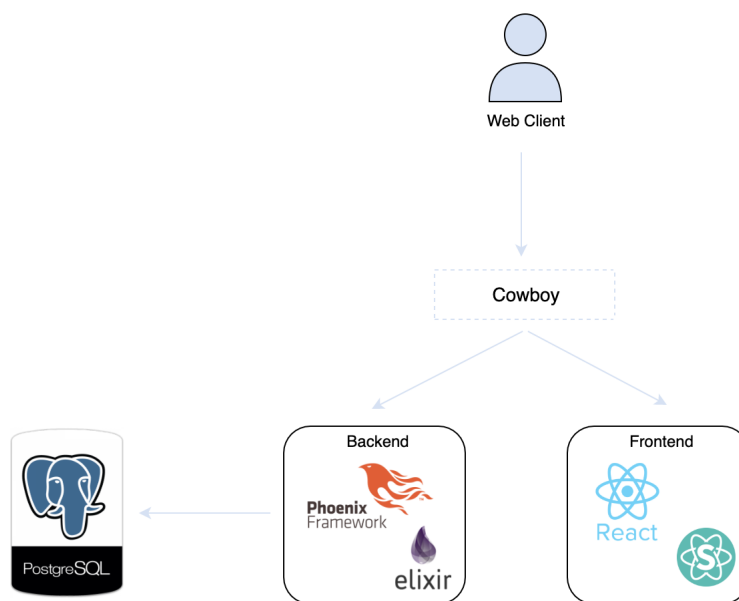 Web Client
Cowboy
Backend
Frontend
Phoenix
Framework
elixir
React
S
PostgreSQL